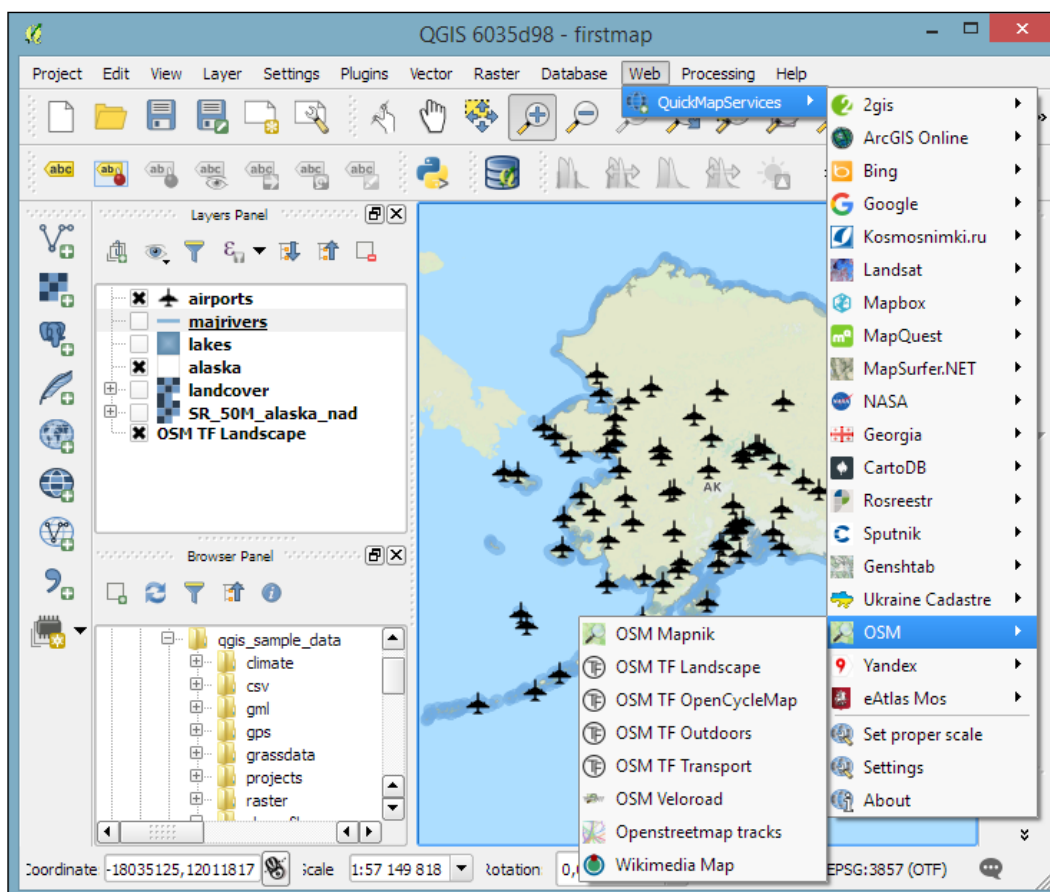 QGIS 6035d98 - firstmap
Project Edit View Layer Settings Plugins Vector Raster Database Web Processing Help
QuickMapServices
abc
Layers Panel
airports
majrivers
lakes
alaska
landcover
SR_50M_alaska_nad
OSM TF Landscape
Browser Panel
qgis_sample_data
climate
csv
gml
gps
grassdata
projects
raster
AK
2gis
ArcGIS Online
Bing
Google
Kosmosnimki.ru
Landsat
Mapbox
MapQuest
MapSurfer.NET
NASA
Georgia
CartoDB
Rosreestr
Sputnik
Genshtab
Ukraine Cadastre
OSM
Yandex
eAtlas Mos
Set proper scale
Settings
About
OSM Mapnik
OSM TF Landscape
OSM TF OpenCycleMap
OSM TF Outdoors
OSM TF Transport
OSM Veloroad
Openstreetmap tracks
Wikimedia Map
-18035125,12011817 1:57 149 818 EPSG:3857 (OTF)